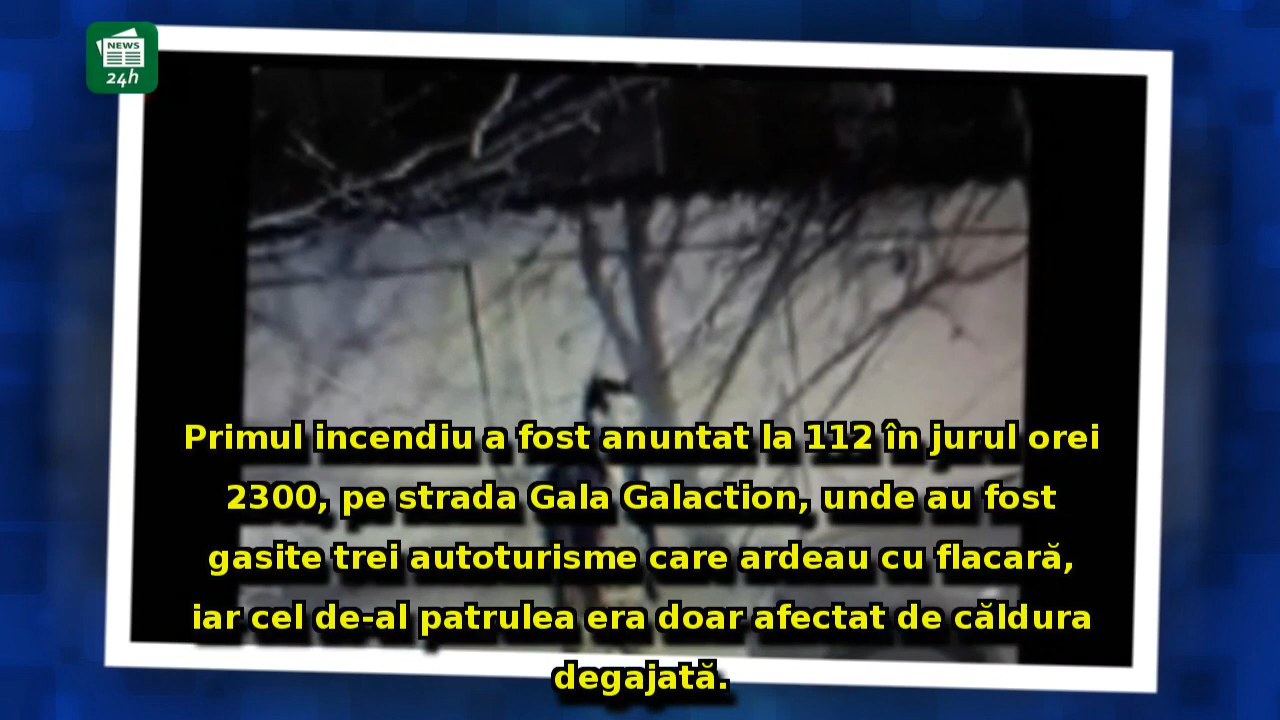 NEWS
24h
Primul incendiu a fost anuntat la 112 în jurul orei
2300, pe strada Gala Galaction, unde au fost
gasite trei autoturisme care ardeau cu flacară,
iar cel de-al patrulea era doar afectat de căldura
degajată.